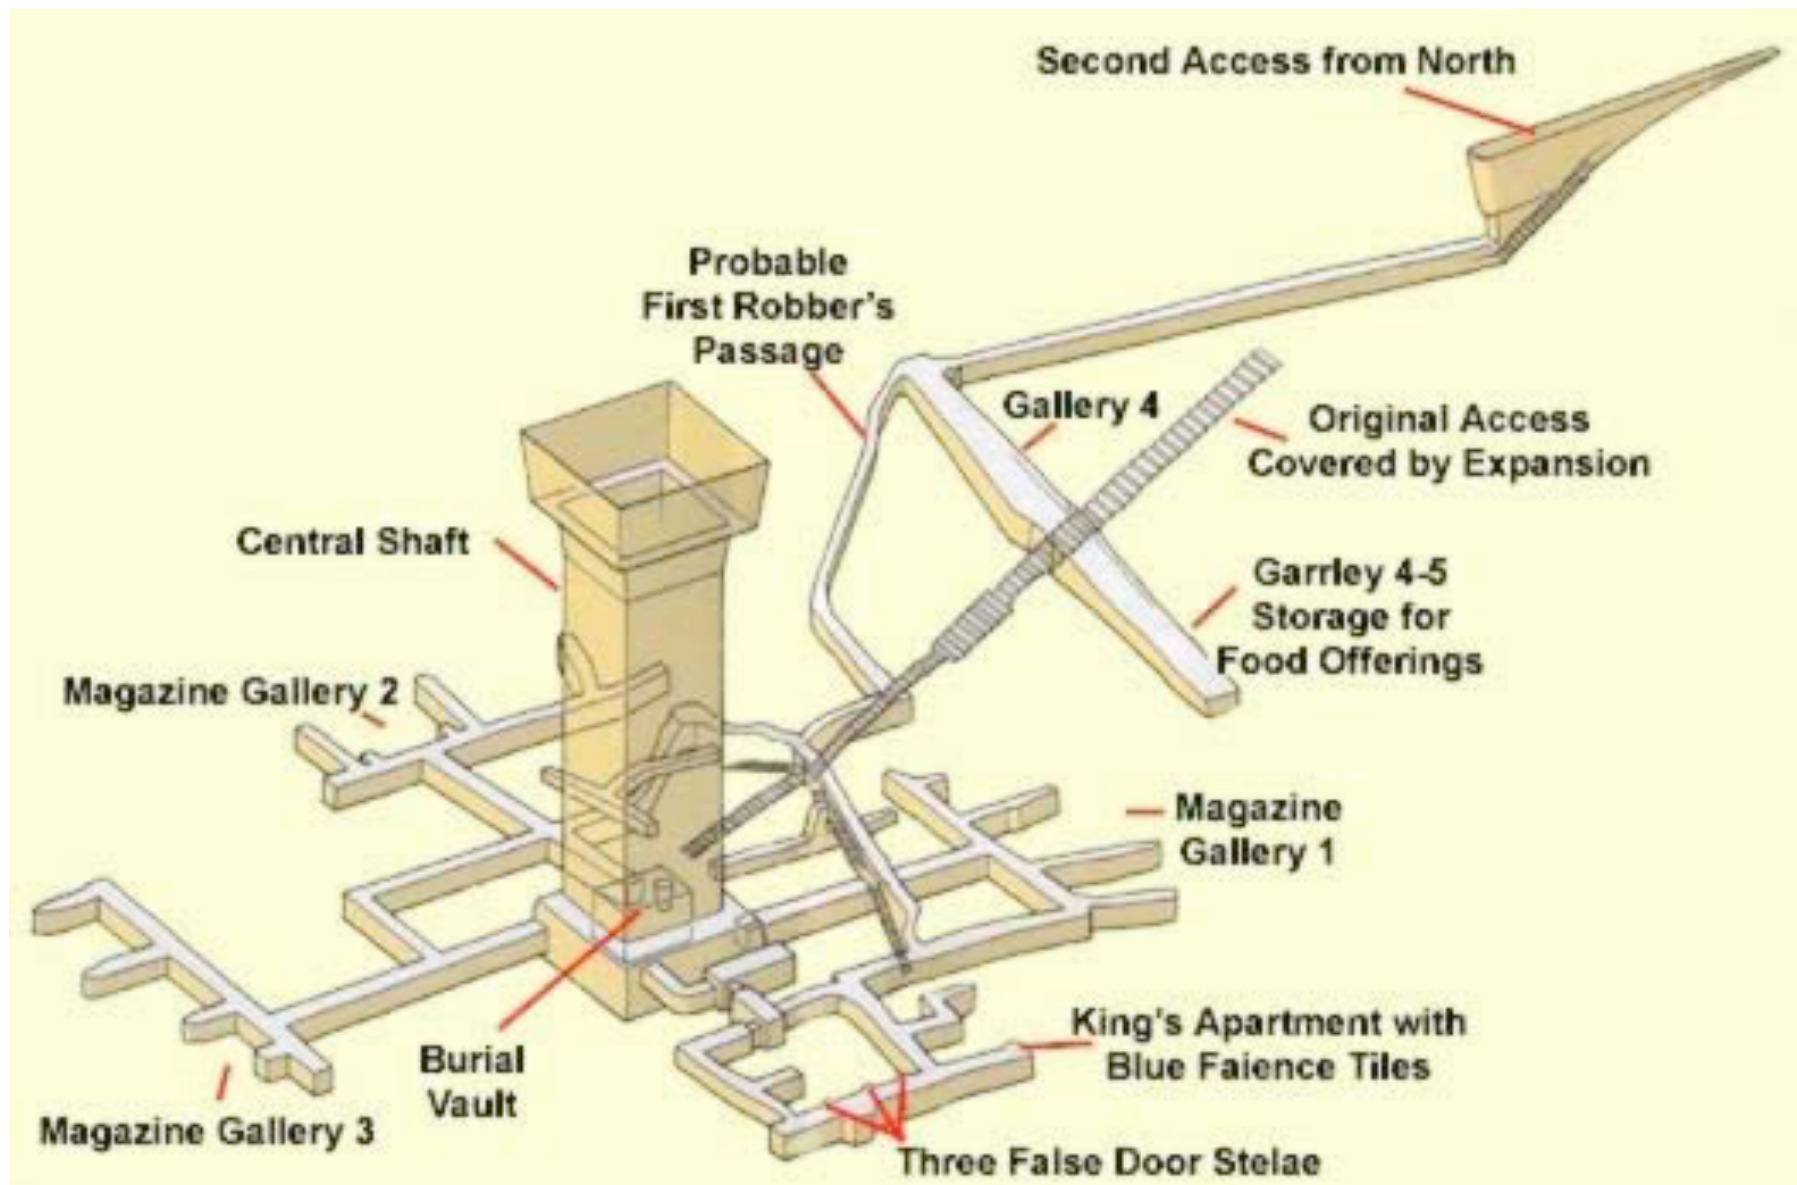 Second Access from North
Probable
First Robber's
Passage
Gallery 4
Original Access
Covered by Expansion
Central Shaft
Garrley 4-5
Storage for
Food Offerings
Magazine Gallery 2
Magazine
Gallery 1
King's Apartment with
Blue Faience Tiles
Burial
Vault
Magazine Gallery 3
Three False Door Stelae